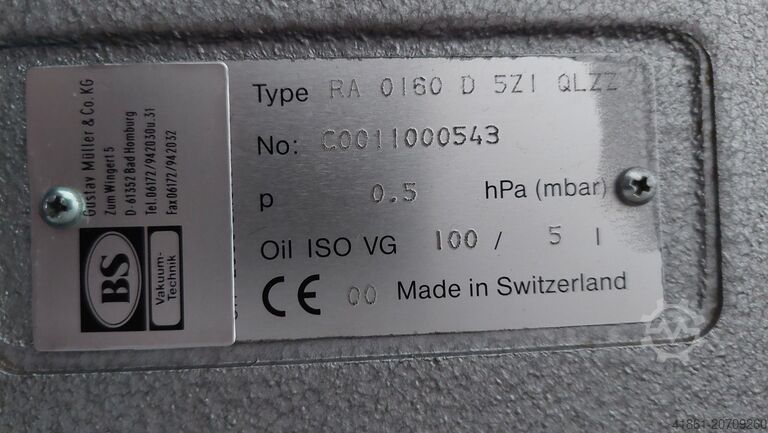 Gustav Müller & Co. KG
Zum Wingert 5
D-61352 Bad Homburg
Tel. 06172/942030u.31
Fax 06172/942032
BS
Vakuum-
Technik
Type RA 0160 D 5Z1 QLZZ
No: C0011000543
p 0.5 hPa (mbar)
Oil ISO VG 100 / 5 l
CE 00 Made in Switzerland
41861-20709260